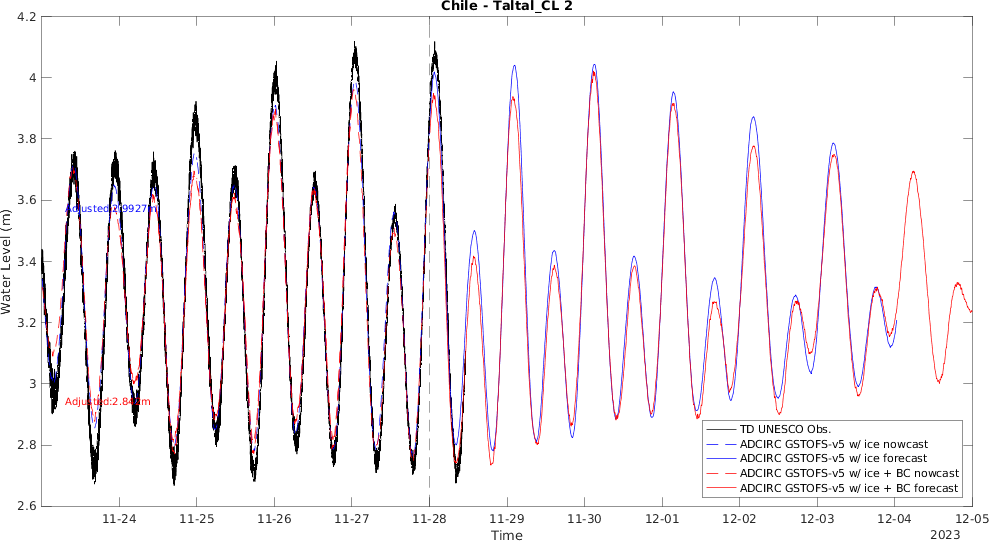 Chile - Taltal_CL 2
4.2
4
3.8
3.6
3.4
3.2
3
2.8
2.6
Water Level (m)
Adjusted:2.9927m
Adjusted:2.842m
TD UNESCO Obs.
ADCIRC GSTOFS-v5 w/ ice nowcast
ADCIRC GSTOFS-v5 w/ ice forecast
ADCIRC GSTOFS-v5 w/ ice + BC nowcast
ADCIRC GSTOFS-v5 w/ ice + BC forecast
11-24 11-25 11-26 11-27 11-28 11-29 11-30 12-01 12-02 12-03 12-04 12-05
Time 2023